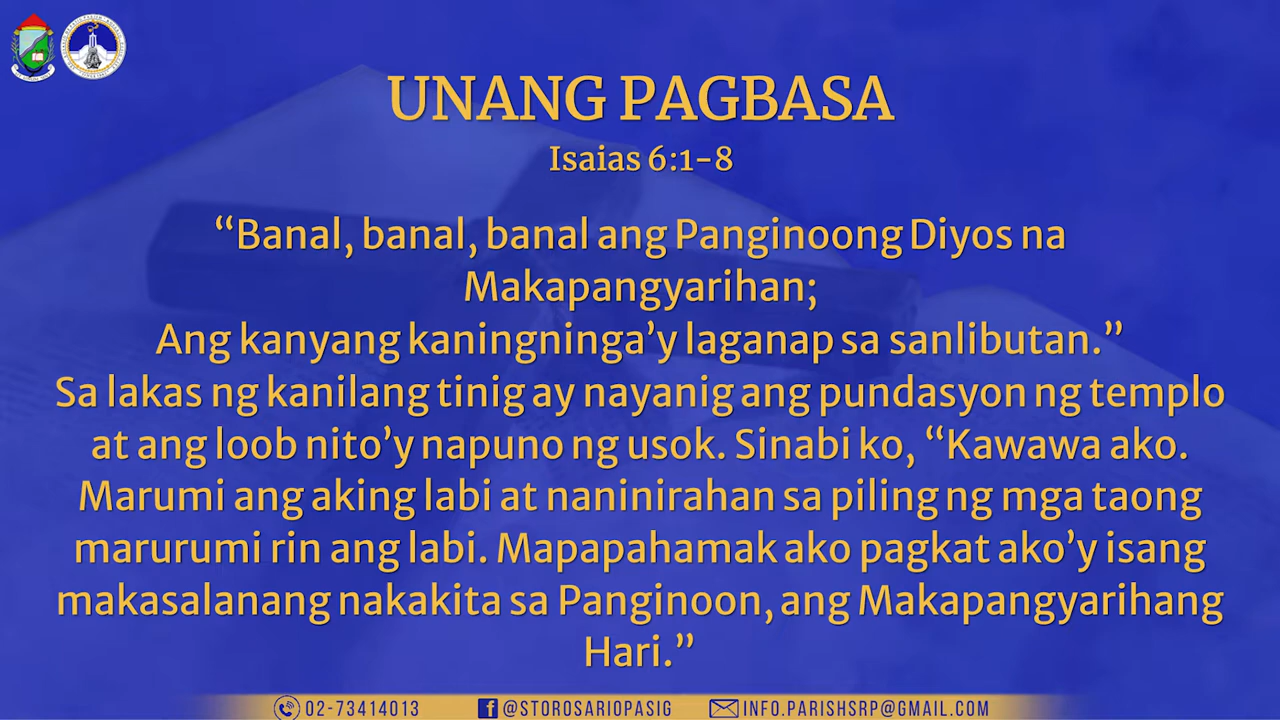 UNANG PAGBASA
Isaias 6:1-8
“Banal, banal, banal ang Panginoong Diyos na
Makapangyarihan;
Ang kanyang kaningninga’y laganap sa sanlibutan.”
Sa lakas ng kanilang tinig ay nayanig ang pundasyon ng templo
at ang loob nito’y napuno ng usok. Sinabi ko, “Kawawa ako.
Marumi ang aking labi at naninirahan sa piling ng mga taong
marurumi rin ang labi. Mapapahamak ako pagkat ako’y isang
makasalanang nakakita sa Panginoon, ang Makapangyarihang
Hari.”
02-73414013 @STOROSARIOPASIG INFO.PARISHSRP@GMAIL.COM